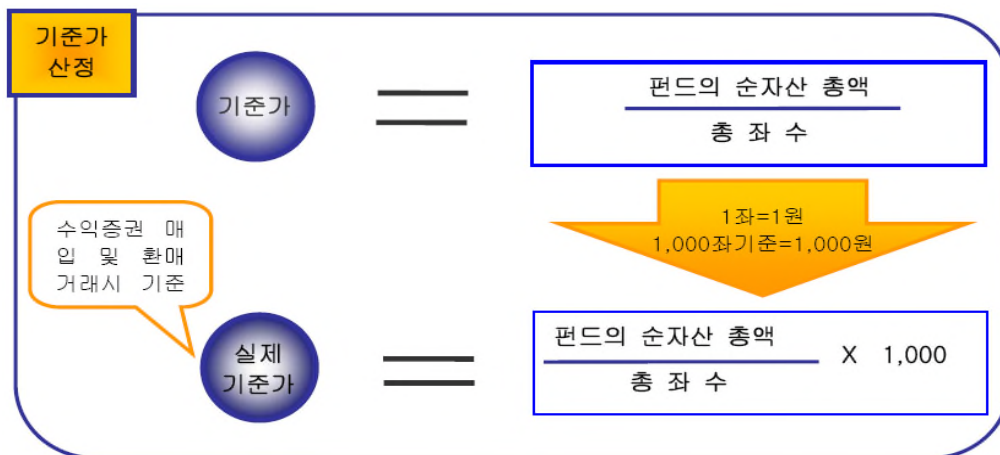 기준가
산정
기준가
펀드의 순자산 총액
총 좌 수
1좌=1원
1,000좌기준=1,000원
수익증권 매
입 및 환매
거래시 기준
실제
기준가
펀드의 순자산 총액
총 좌 수
X 1,000